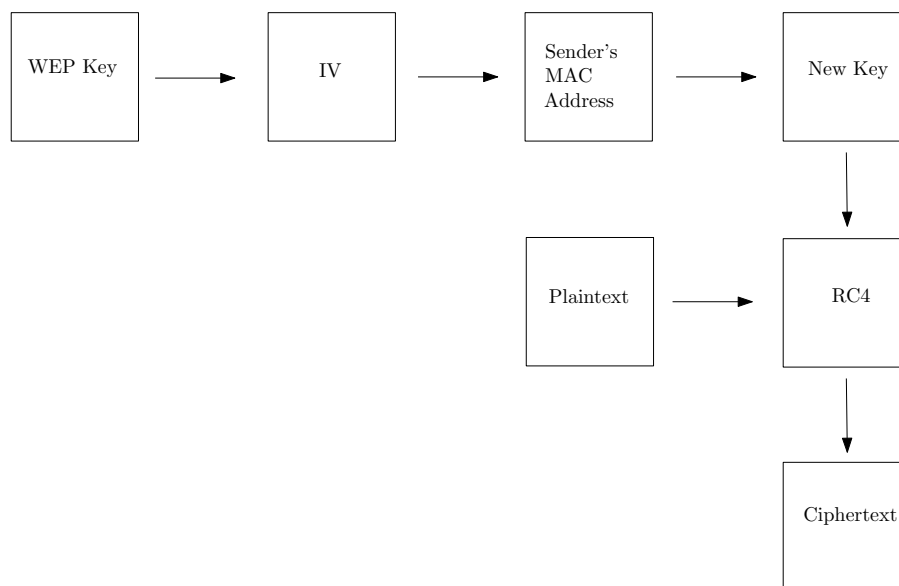 WEP Key
IV
Sender's
MAC
Address
New Key
Plaintext
RC4
Ciphertext